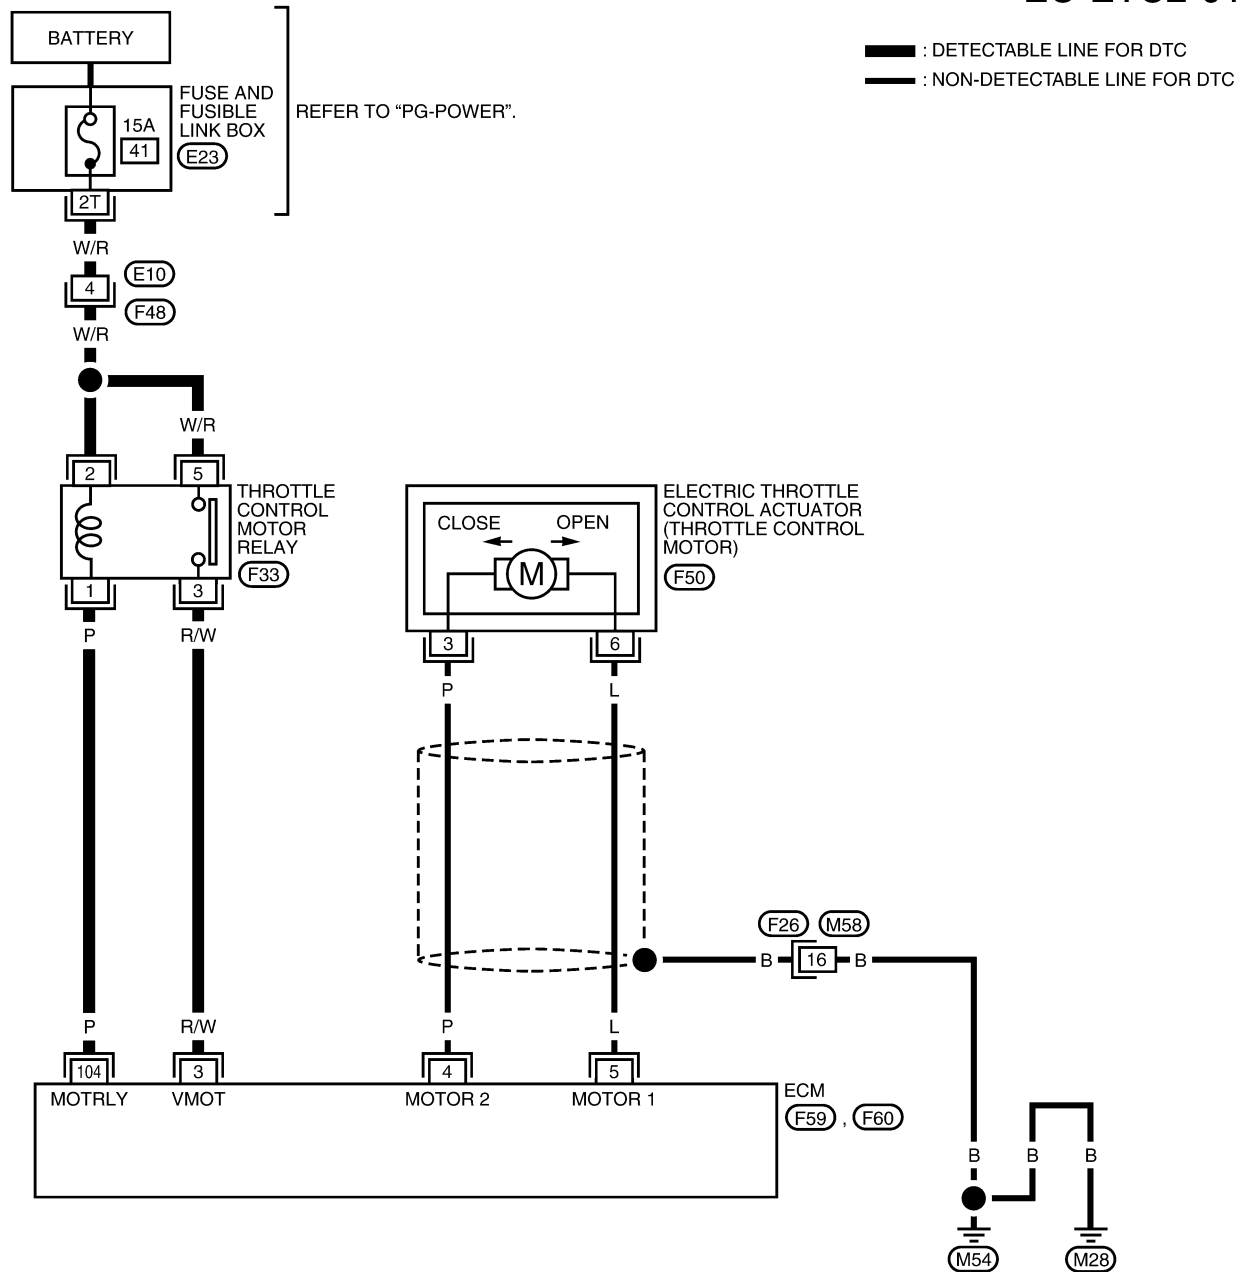 BATTERY
: DETECTABLE LINE FOR DTC
: NON-DETECTABLE LINE FOR DTC
FUSE AND
FUSIBLE
LINK BOX
E23
15A
41
REFER TO “PG-POWER”.
2T
W/R
4
E10
F48
W/R
W/R
2
5
THROTTLE
CONTROL
MOTOR
RELAY
F33
1
3
P
R/W
CLOSE
OPEN
M
ELECTRIC THROTTLE
CONTROL ACTUATOR
(THROTTLE CONTROL
MOTOR)
F50
3
6
P
L
F26
M58
B
16
B
P
R/W
P
L
104
3
4
5
MOTRLY
VMOT
MOTOR 2
MOTOR 1
ECM
F59 , F60
B
B
B
M54
M28